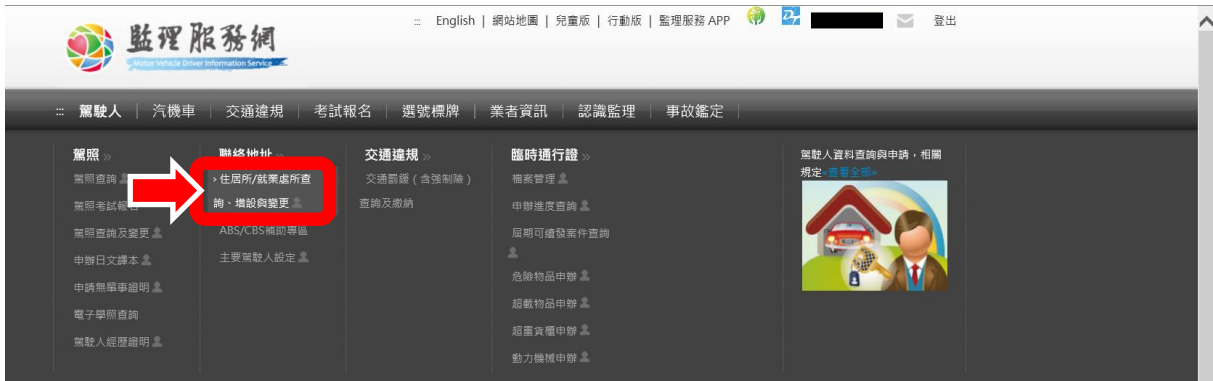 ::: English | 網站地圖 | 兒童版 | 行動版 | 監理服務 APP 登出
監理服務網
Motor Vehicle Driver Information Service
::: 駕駛人 | 汽機車 | 交通違規 | 考試報名 | 選號標牌 | 業者資訊 | 認識監理 | 事故鑑定 |
駕照 »
駕照查詢
駕照考試報名
駕照查詢及變更
申辦日文譯本
申請無肇事證明
電子學照查詢
駕駛人經歷證明
聯絡地址 »
›住居所/就業處所查
詢、增設與變更
ABS/CBS補助專區
主要駕駛人設定
交通違規 »
交通罰鍰(含強制險)
查詢及繳納
臨時通行證 »
檔案管理
申辦進度查詢
屆期可續發案件查詢
危險物品申辦
超載物品申辦
超重貨櫃申辦
動力機械申辦
駕駛人資料查詢與申請，相關
規定«查看全部»